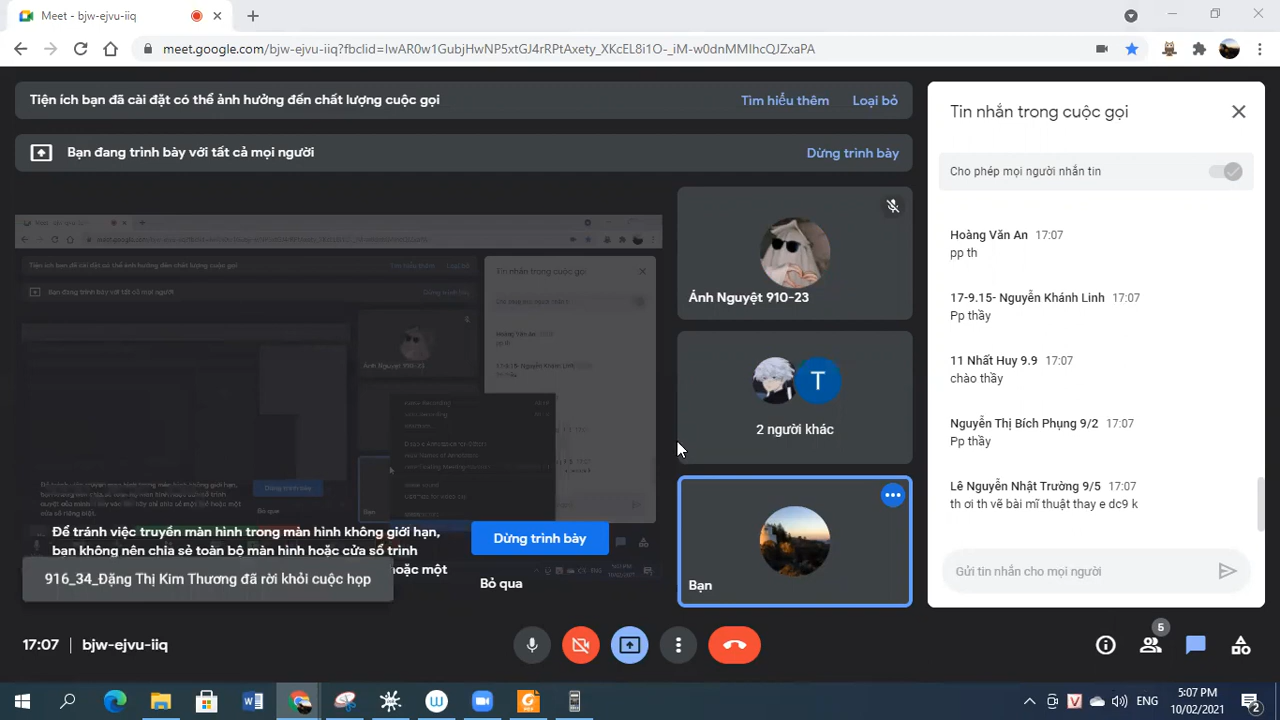 Meet - bjw-ejvu-iiq
meet.google.com/bjw-ejvu-iiq?fbclid=IwAR0w1GubjHwNP5xtGJ4rRPtAxety_XKcEL8i1O-_iM-w0dnMMIhcQJZxaPA
Tiện ích bạn đã cài đặt có thể ảnh hưởng đến chất lượng cuộc gọi
Tìm hiểu thêm
Loại bỏ
Bạn đang trình bày với tất cả mọi người
Dừng trình bày
Ánh Nguyệt 910-23
T
2 người khác
Bạn
Để tránh việc truyền màn hình trong màn hình không giới hạn,
bạn không nên chia sẻ toàn bộ màn hình hoặc cửa sổ trình
hoặc một
Dừng trình bày
Bỏ qua
916_34_Đặng Thị Kim Thương đã rời khỏi cuộc họp
Tin nhắn trong cuộc gọi
Cho phép mọi người nhắn tin
Hoàng Văn An 17:07
pp th
17-9.15- Nguyễn Khánh Linh 17:07
Pp thầy
11 Nhất Huy 9.9 17:07
chào thầy
Nguyễn Thị Bích Phụng 9/2 17:07
Pp thầy
Lê Nguyễn Nhật Trường 9/5 17:07
th ơi th vẽ bài mĩ thuật thay e dc9 k
Gửi tin nhắn cho mọi người
17:07 | bjw-ejvu-iiq
5
ENG
5:07 PM
10/02/2021
2